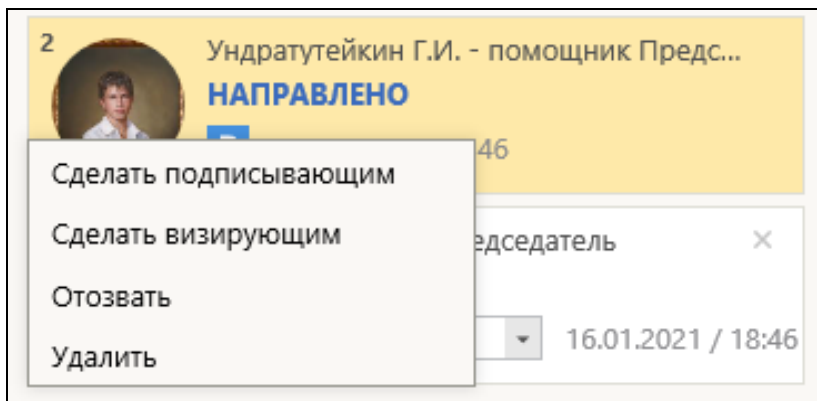 2
Ундратутейкин Г.И. - помощник Предс...
НАПРАВЛЕНО
46
Сделать подписывающим
Сделать визирующим
едседатель
Отозвать
16.01.2021 / 18:46
Удалить